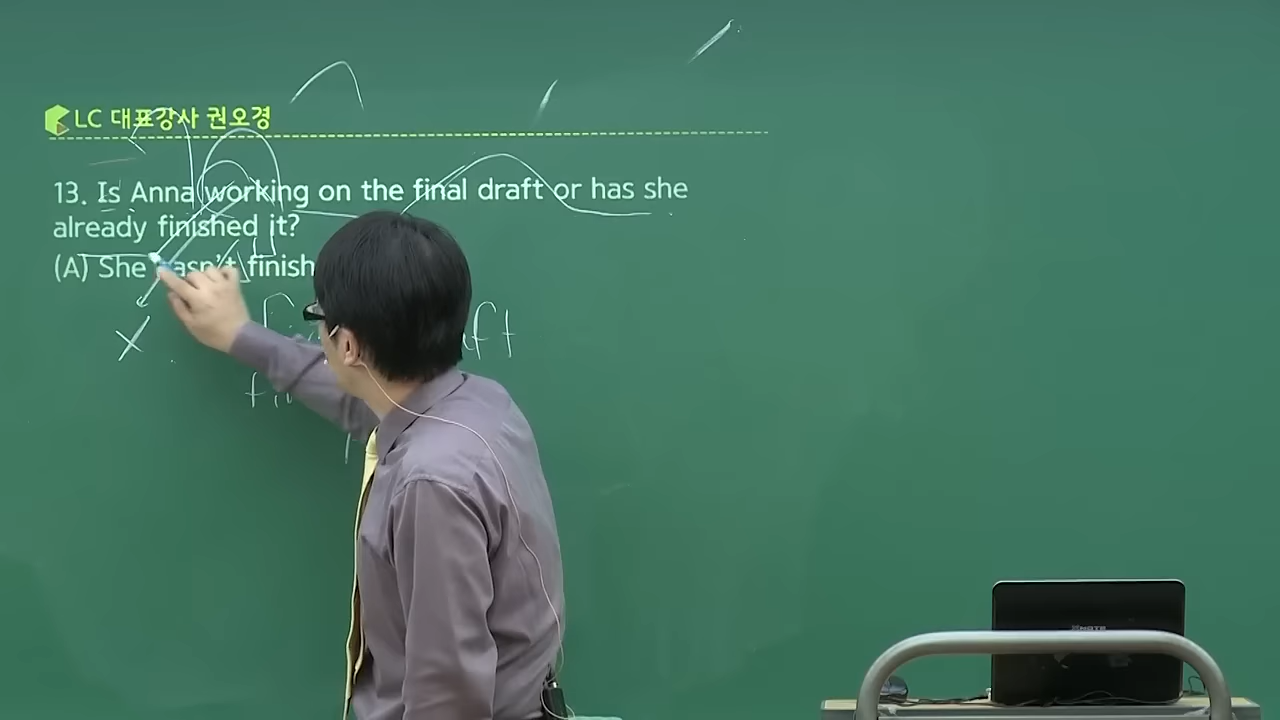 LC 대표강사 권오경
13. Is Anna working on the final draft or has she
already finished it?
(A) She hasn't finish